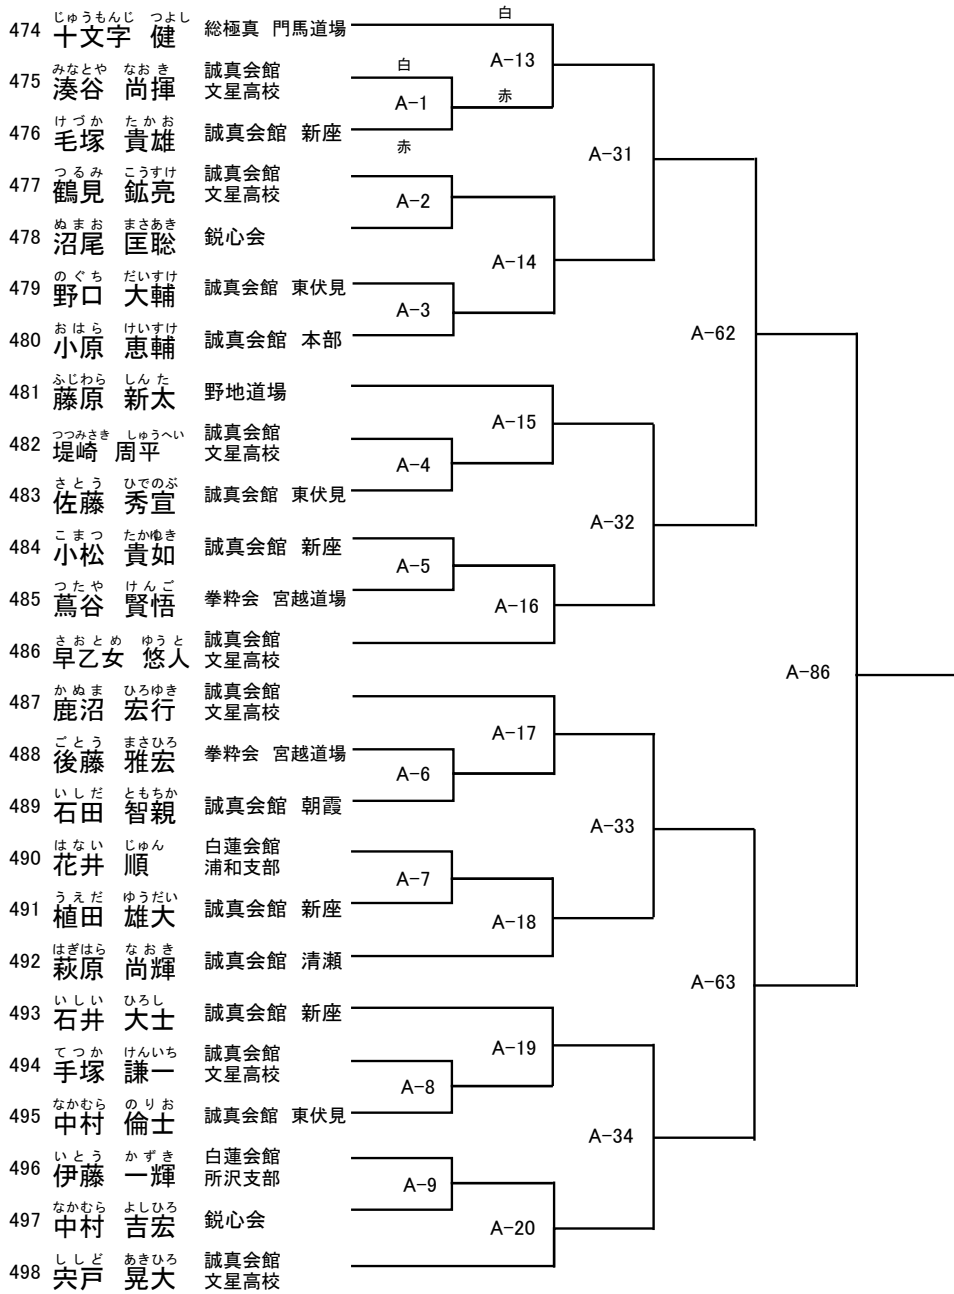 じゅうもんじ つよし
474 十文字 健 総極真 門馬道場
白
A-13
みなとや なおき
475 湊谷 尚揮 誠真会館
文星高校
白
A-1
赤
けづか たかお
476 毛塚 貴雄 誠真会館 新座
赤
A-31
つるみ こうすけ
477 鶴見 鉱亮 誠真会館
文星高校
A-2
ぬまお まさあき
478 沼尾 匡聡 鋭心会
A-14
のぐち だいすけ
479 野口 大輔 誠真会館 東伏見
A-3
おはら けいすけ
480 小原 恵輔 誠真会館 本部
A-62
ふじわら しんた
481 藤原 新太 野地道場
A-15
つつみさき しゅうへい
482 堤崎 周平 誠真会館
文星高校
A-4
さとう ひでのぶ
483 佐藤 秀宣 誠真会館 東伏見
A-32
こまつ たかゆき
484 小松 貴如 誠真会館 新座
A-5
つたや けんご
485 蔦谷 賢悟 拳粋会 宮越道場
A-16
さおとめ ゆうと
486 早乙女 悠人 誠真会館
文星高校
A-86
かぬま ひろゆき
487 鹿沼 宏行 誠真会館
文星高校
A-17
ごとう まさひろ
488 後藤 雅宏 拳粋会 宮越道場
A-6
いしだ ともちか
489 石田 智親 誠真会館 朝霞
A-33
はない じゅん
490 花井 順 白蓮会館
浦和支部
A-7
うえだ ゆうだい
491 植田 雄大 誠真会館 新座
A-18
はぎはら なおき
492 萩原 尚輝 誠真会館 清瀬
A-63
いしい ひろし
493 石井 大士 誠真会館 新座
A-19
てつか けんいち
494 手塚 謙一 誠真会館
文星高校
A-8
なかむら のりお
495 中村 倫士 誠真会館 東伏見
A-34
いとう かずき
496 伊藤 一輝 白蓮会館
所沢支部
A-9
なかむら よしひろ
497 中村 吉宏 鋭心会
A-20
ししど あきひろ
498 宍戸 晃大 誠真会館
文星高校